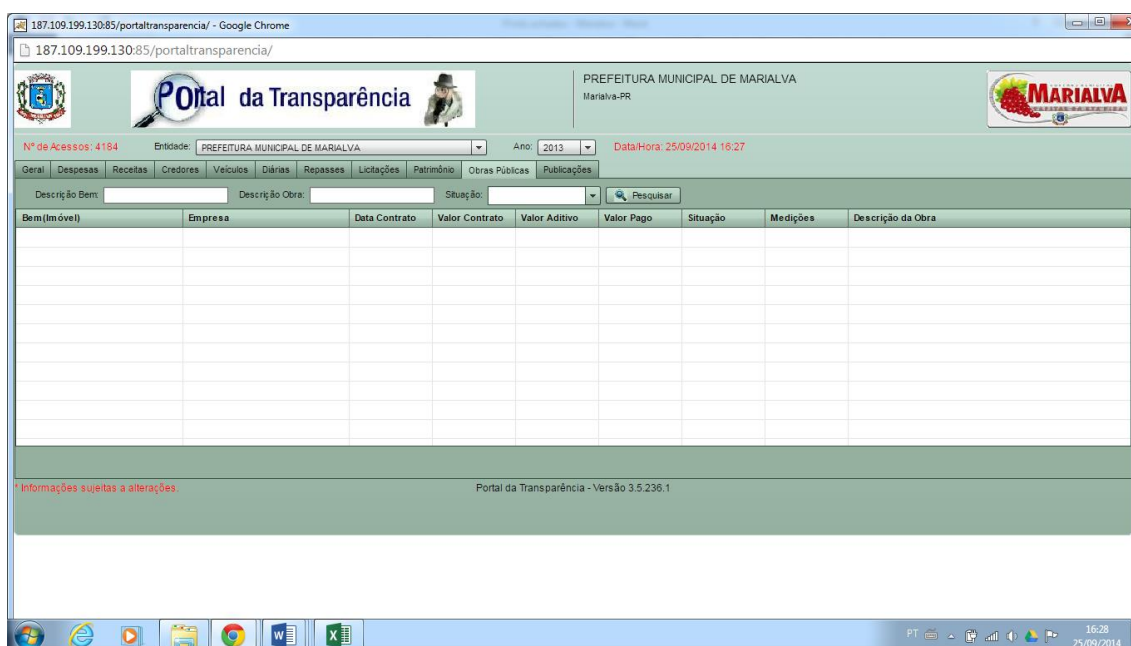 187.109.199.130:85/portaltransparencia/ - Google Chrome
187.109.199.130:85/portaltransparencia/
Portal da Transparência
PREFEITURA MUNICIPAL DE MARIALVA
Marialva-PR
MARIALVA
Nº de Acessos: 4184 Entidade: PREFEITURA MUNICIPAL DE MARIALVA Ano: 2013 Data/Hora: 25/09/2014 16:27
Geral Despesas Receitas Credores Veículos Diárias Repasses Licitações Patrimônio Obras Públicas Publicações
Descrição Bem: Descrição Obra: Situação: Pesquisar
Bem(Imóvel) Empresa Data Contrato Valor Contrato Valor Aditivo Valor Pago Situação Medições Descrição da Obra
* Informações sujeitas a alterações. Portal da Transparência - Versão 3.5.236.1
PT 16:28
25/09/2014